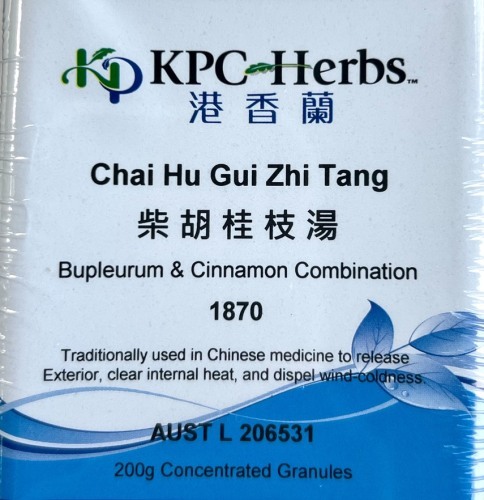 KPC Herbs™
港香蘭
Chai Hu Gui Zhi Tang
柴胡桂枝湯
Bupleurum & Cinnamon Combination
1870
Traditionally used in Chinese medicine to release
Exterior, clear internal heat, and dispel wind-coldness.
AUST L 206531
200g Concentrated Granules